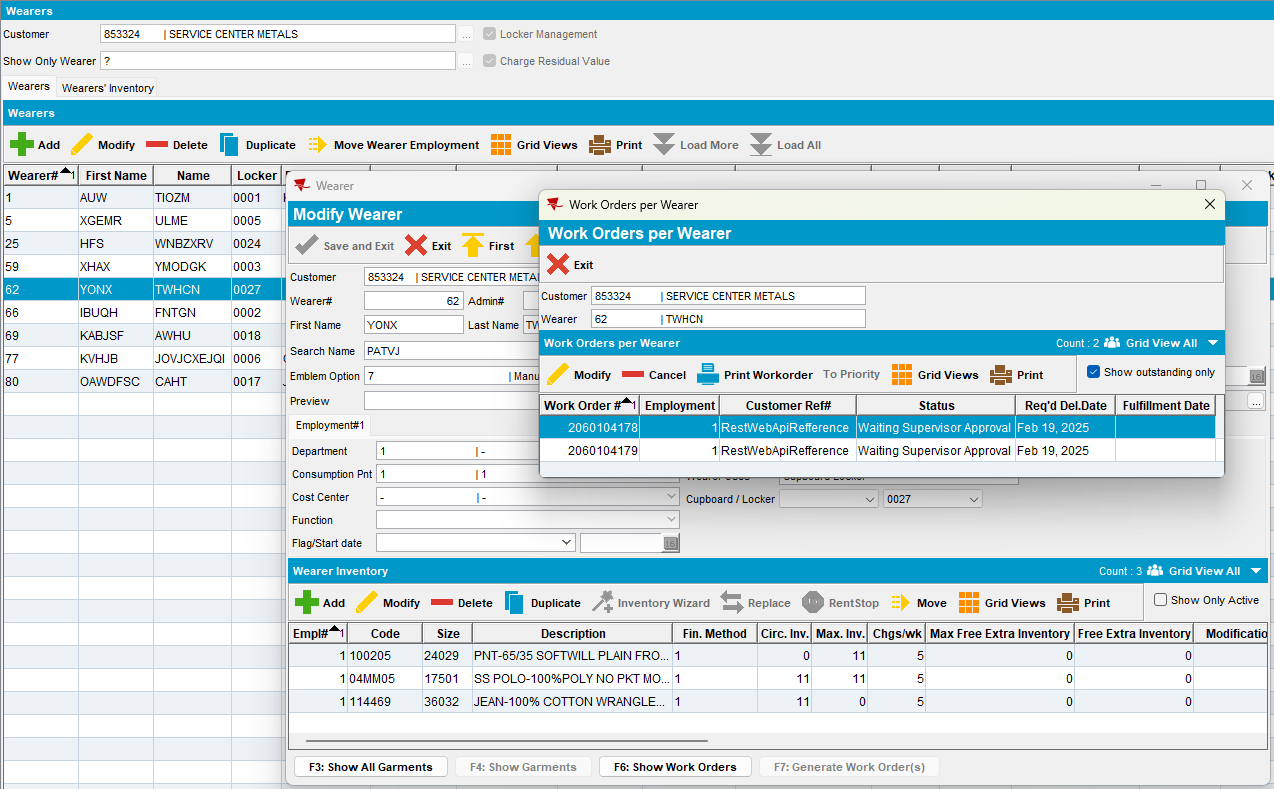 Wearers
Customer 853324 | SERVICE CENTER METALS ... Locker Management
Show Only Wearer ? ... Charge Residual Value
Wearers Wearers' Inventory
Wearers
Add Modify Delete Duplicate Move Wearer Employment Grid Views Print Load More Load All
Wearer# 1 First Name Name Locker
1 AUW TIOZM 0001
5 XGEMR ULME 0005
25 HFS WNBZXRV 0024
59 XHAX YMODGK 0003
62 YONX TWHCN 0027
66 IBUQH FNTGN 0002
69 KABJSF AWHU 0018
77 KVHJB JOVJCXEJQI 0006
80 OAWDFSC CAHT 0017
Wearer
Modify Wearer
Save and Exit Exit First
Customer 853324 | SERVICE CENTER META
Wearer# 62 Admin#
First Name YONX Last Name TW
Search Name PATVJ
Emblem Option 7 | Manu
Preview ...
Employment#1
Department 1 | -
Consumption Pnt 1 | 1
Cost Center - | - Cupboard / Locker 0027
Function
Flag/Start date 16
Work Orders per Wearer
Work Orders per Wearer
Exit
Customer 853324 | SERVICE CENTER METALS
Wearer 62 | TWHCN
Work Orders per Wearer Count : 2 Grid View All
Modify Cancel Print Workorder To Priority Grid Views Print Show outstanding only
Work Order # 1 Employment Customer Ref# Status Req'd Del.Date Fulfillment Date
2060104178 1 RestWebApiRefference Waiting Supervisor Approval Feb 19, 2025
2060104179 1 RestWebApiRefference Waiting Supervisor Approval Feb 19, 2025
Wearer Inventory Count : 3 Grid View All
Add Modify Delete Duplicate Inventory Wizard Replace RentStop Move Grid Views Print Show Only Active
Empl# 1 Code Size Description Fin. Method Circ. Inv. Max. Inv. Chgs/wk Max Free Extra Inventory Free Extra Inventory Modificatio
1 100205 24029 PNT-65/35 SOFTWILL PLAIN FRO... 1 0 11 5 0 0
1 04MM05 17501 SS POLO-100%POLY NO PKT MO... 1 11 11 5 0 0
1 114469 36032 JEAN-100% COTTON WRANGLE... 1 11 0 5 0 0
F3: Show All Garments F4: Show Garments F6: Show Work Orders F7: Generate Work Order(s)